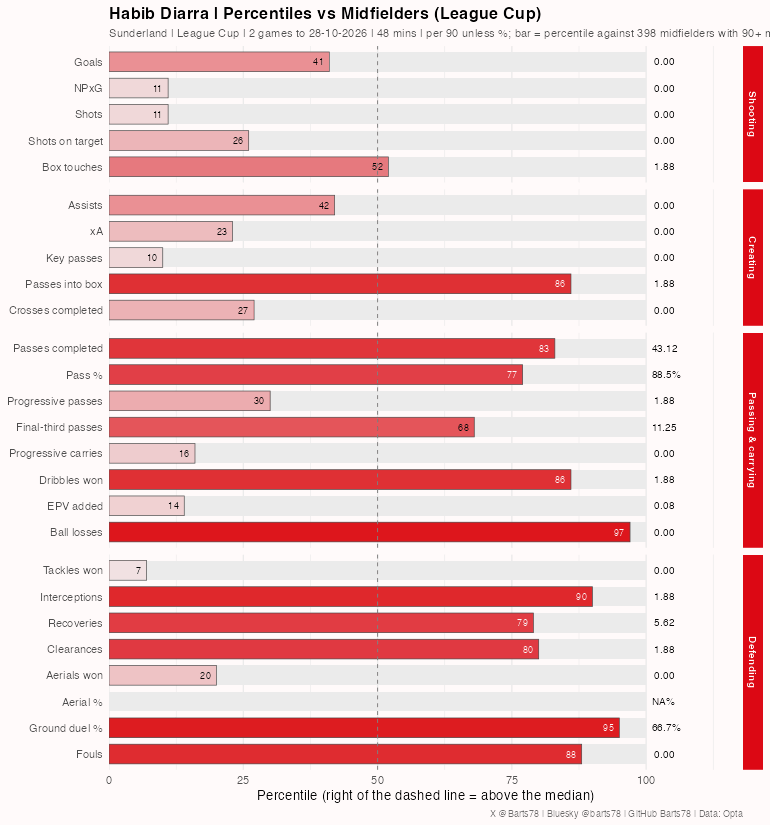 Habib Diarra | Percentiles vs Midfielders (League Cup)
Sunderland | League Cup | 2 games to 28-10-2026 | 48 mins | per 90 unless %; bar = percentile against 398 midfielders with 90+
Goals 41 0.00
NPxG 11 0.00
Shots 11 0.00
Shots on target 26 0.00
Box touches 52 1.88
Shooting
Assists 42 0.00
xA 23 0.00
Key passes 10 0.00
Passes into box 86 1.88
Crosses completed 27 0.00
Creating
Passes completed 83 43.12
Pass % 77 88.5%
Progressive passes 30 1.88
Final-third passes 68 11.25
Progressive carries 16 0.00
Dribbles won 86 1.88
EPV added 14 0.08
Ball losses 97 0.00
Passing & carrying
Tackles won 7 0.00
Interceptions 90 1.88
Recoveries 79 5.62
Clearances 80 1.88
Aerials won 20 0.00
Aerial % NA%
Ground duel % 95 66.7%
Fouls 88 0.00
Defending
0 25 50 75 100
Percentile (right of the dashed line = above the median)
X @Barts78 | Bluesky @barts78 | GitHub Barts78 | Data: Opta